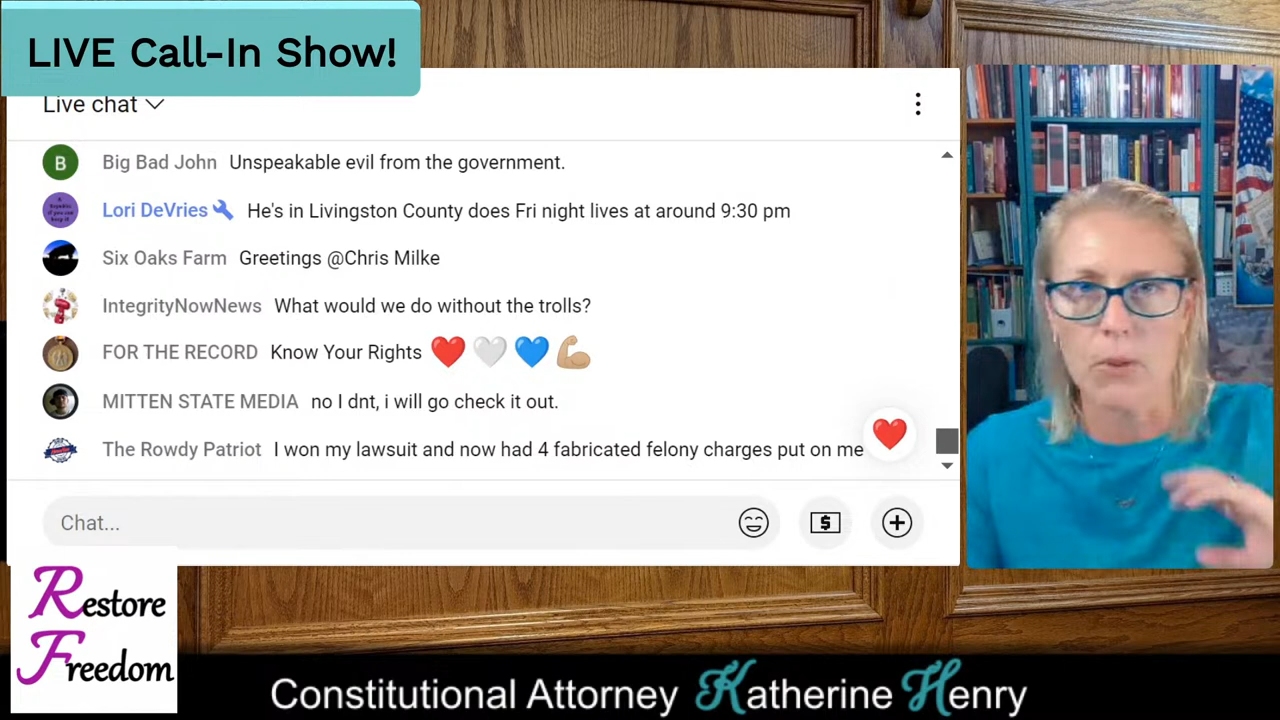 LIVE Call-In Show!
Live chat
B
Big Bad John Unspeakable evil from the government.
Lori DeVries He's in Livingston County does Fri night lives at around 9:30 pm
Six Oaks Farm Greetings @Chris Milke
IntegrityNowNews What would we do without the trolls?
FOR THE RECORD Know Your Rights ❤️🤍💙💪🏼
MITTEN STATE MEDIA no I dnt, i will go check it out.
The Rowdy Patriot I won my lawsuit and now had 4 fabricated felony charges put on me
Chat...
$
Restore
Freedom
Constitutional Attorney Katherine Henry